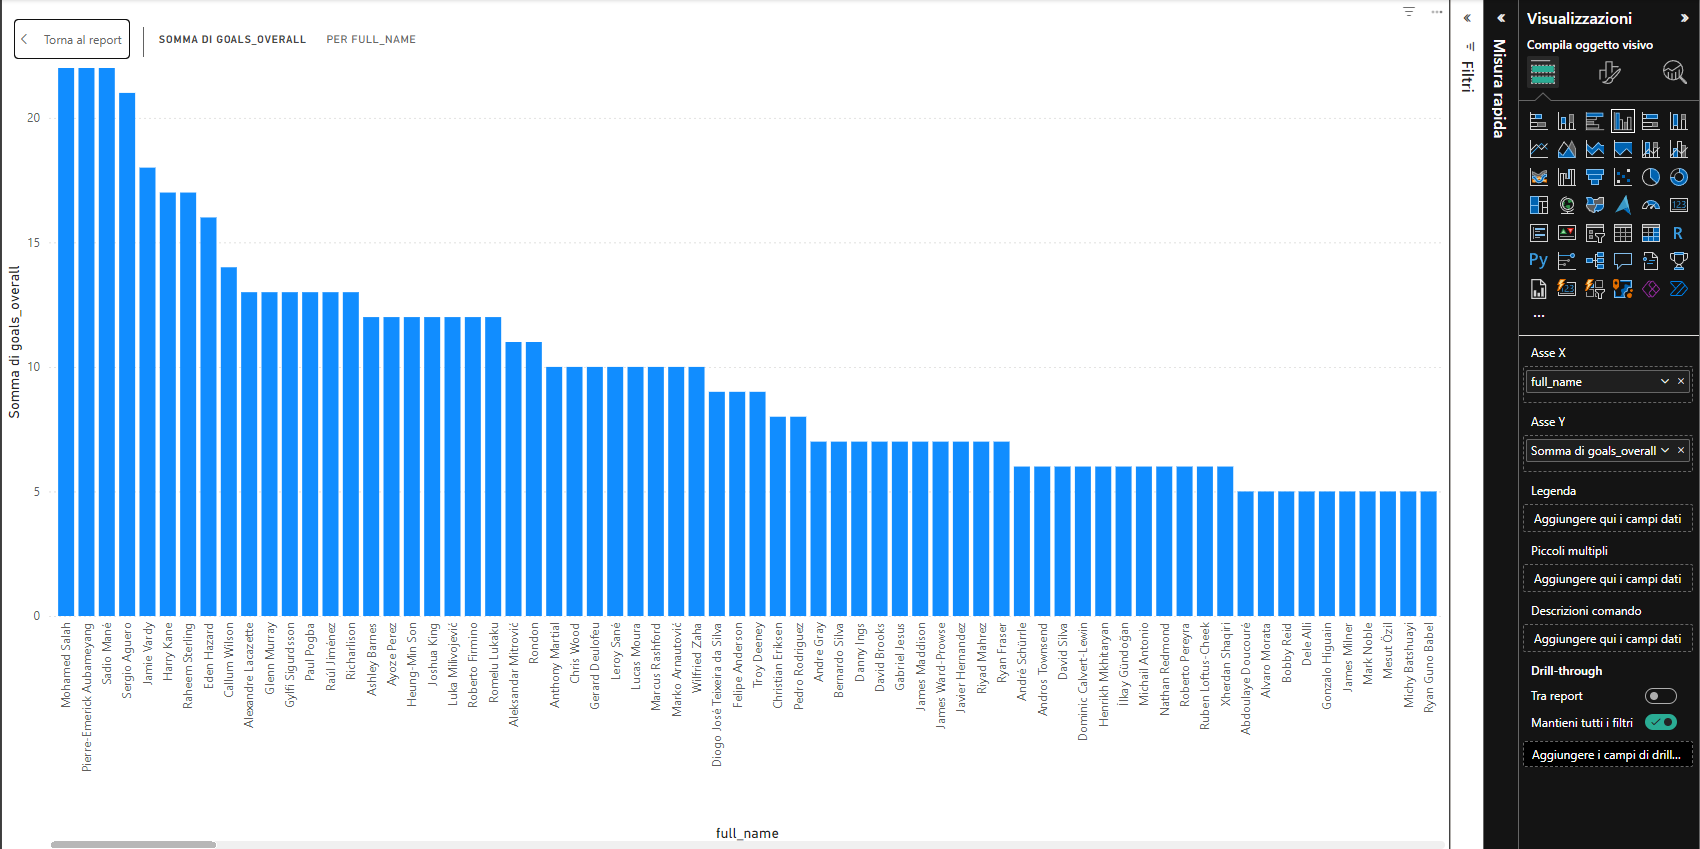 Torna al report
SOMMA DI GOALS_OVERALL PER FULL_NAME
Somma di goals_overall
20
15
10
5
0
Mohamed Salah
Pierre-Emerick Aubameyang
Sadio Mané
Sergio Aguero
Jamie Vardy
Harry Kane
Raheem Sterling
Eden Hazard
Callum Wilson
Alexandre Lacazette
Glenn Murray
Gylfi Sigurdsson
Paul Pogba
Raúl Jiménez
Richarlison
Ashley Barnes
Ayoze Perez
Heung-Min Son
Joshua King
Luka Milivojević
Roberto Firmino
Romelu Lukaku
Aleksandar Mitrović
Rondon
Anthony Martial
Chris Wood
Gerard Deulofeu
Leroy Sané
Lucas Moura
Marcus Rashford
Marko Arnautović
Wilfried Zaha
Diogo José Teixeira da Silva
Felipe Anderson
Troy Deeney
Christian Eriksen
Pedro Rodriguez
Andre Gray
Bernardo Silva
Danny Ings
David Brooks
Gabriel Jesus
James Maddison
James Ward-Prowse
Javier Hernandez
Riyad Mahrez
Ryan Fraser
André Schürrle
Andros Townsend
David Silva
Dominic Calvert-Lewin
Henrikh Mkhitaryan
İlkay Gündoğan
Michail Antonio
Nathan Redmond
Roberto Pereyra
Ruben Loftus-Cheek
Xherdan Shaqiri
Abdoulaye Doucouré
Alvaro Morata
Bobby Reid
Dele Alli
Gonzalo Higuain
James Milner
Mark Noble
Mesut Özil
Michy Batshuayi
Ryan Guno Babel
full_name
Filtri
Misura rapida
Visualizzazioni
Compila oggetto visivo
123
R
Py
123
...
Asse X
full_name
Asse Y
Somma di goals_overall
Legenda
Aggiungere qui i campi dati
Piccoli multipli
Aggiungere qui i campi dati
Descrizioni comando
Aggiungere qui i campi dati
Drill-through
Tra report
Mantieni tutti i filtri
Aggiungere i campi di drill...